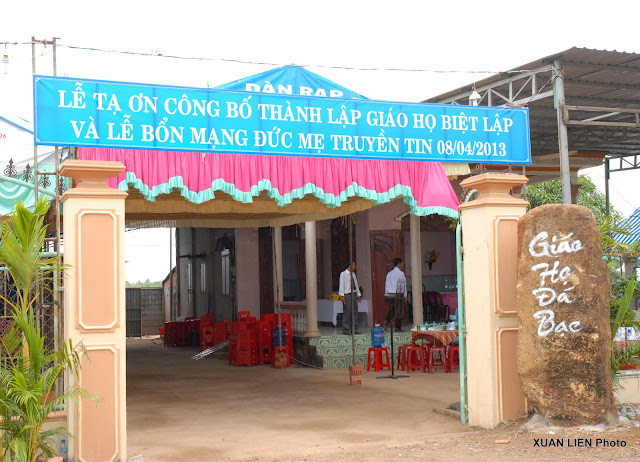 DÀN RẠP
LỄ TẠ ƠN CÔNG BỐ THÀNH LẬP GIÁO HỌ BIỆT LẬP
VÀ LỄ BỔN MẠNG ĐỨC MẸ TRUYỀN TIN 08/04/2013
Giáo
Họ
Đá
Bạc
XUAN LIEN Photo